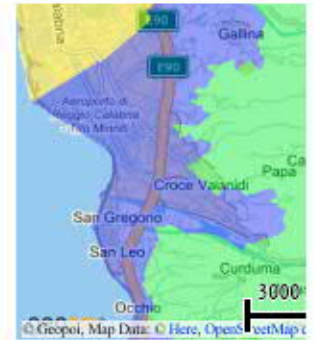 E90
Gallina
E90
Aeroporto di
Reggio Calabria
Tito Minniti
Ca
Papa
Croce Valanidi
San Gregorio
San Leo
Curduma
3000
Occhio
© Geopoi, Map Data: © Here, OpenStreetMap c